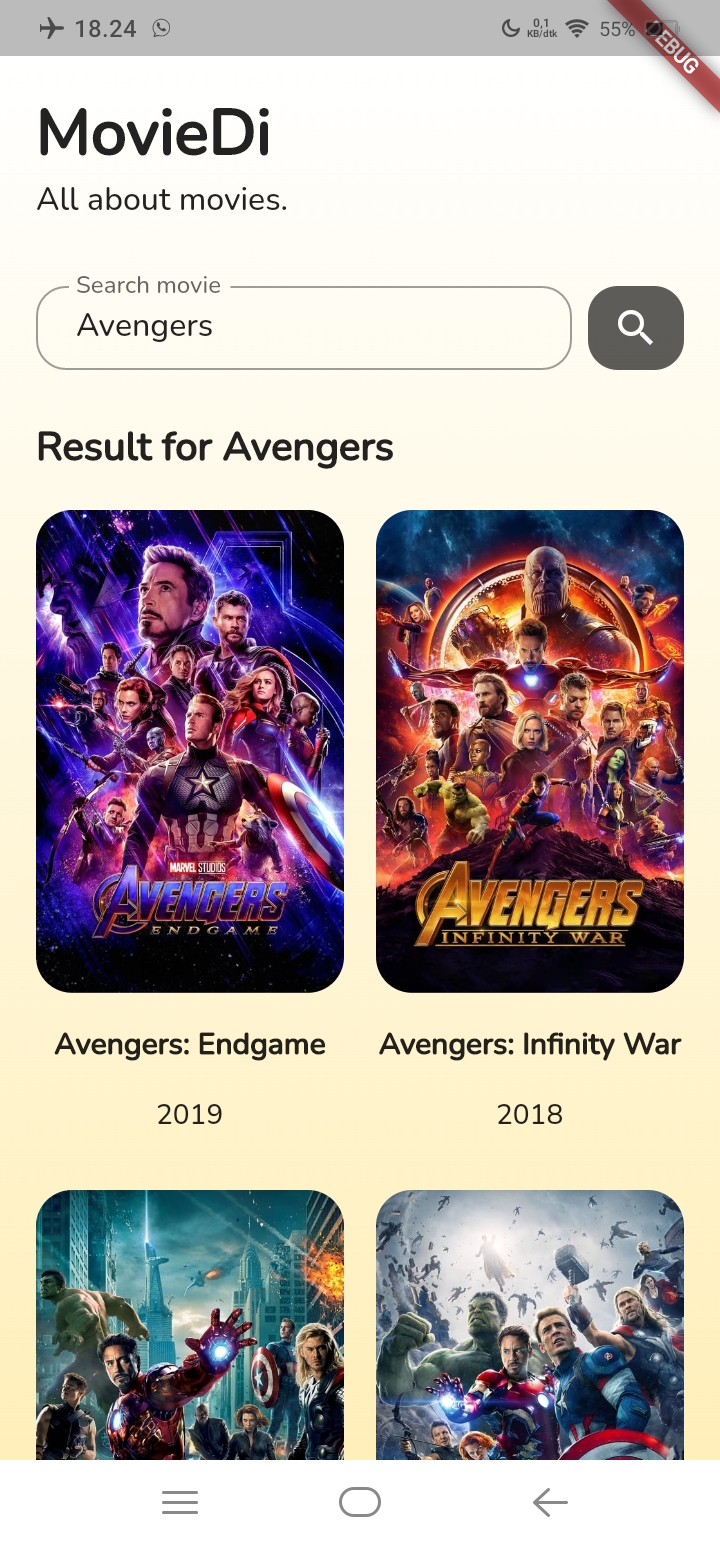 18.24
0,1
KB/dtk
55%
EBUG
MovieDi
All about movies.
Search movie
Avengers
Result for Avengers
MARVEL STUDIOS
AVENGERS
ENDGAME
AVENGERS
INFINITY WAR
Avengers: Endgame
Avengers: Infinity War
2019
2018